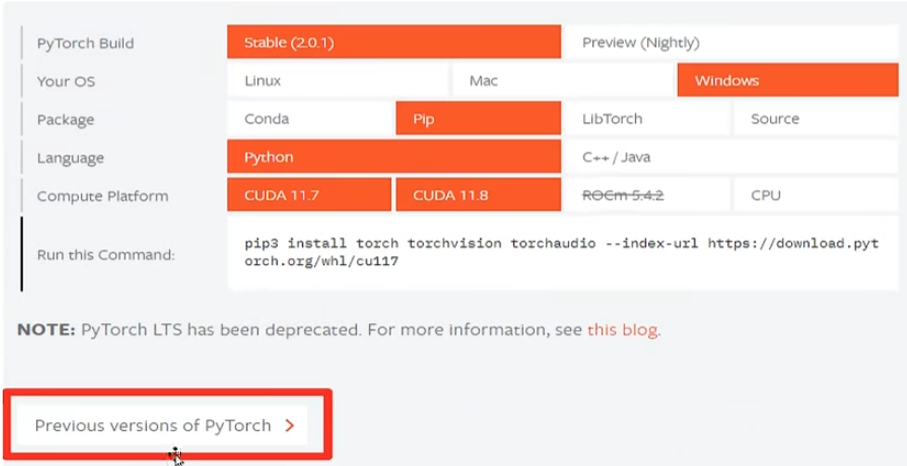 PyTorch Build Stable (2.0.1) Preview (Nightly)
Your OS Linux Mac Windows
Package Conda Pip LibTorch Source
Language Python C++ / Java
Compute Platform CUDA 11.7 CUDA 11.8 ROCm 5.4.2 CPU
Run this Command: pip3 install torch torchvision torchaudio --index-url https://download.pyt
orch.org/whl/cu117
NOTE: PyTorch LTS has been deprecated. For more information, see this blog.
Previous versions of PyTorch >